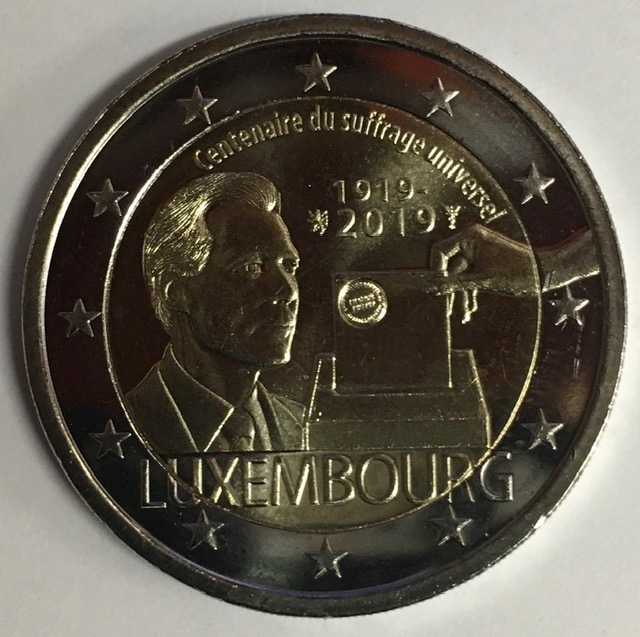 Centenaire du suffrage universel
1919-
2019
LUXEMBOURG